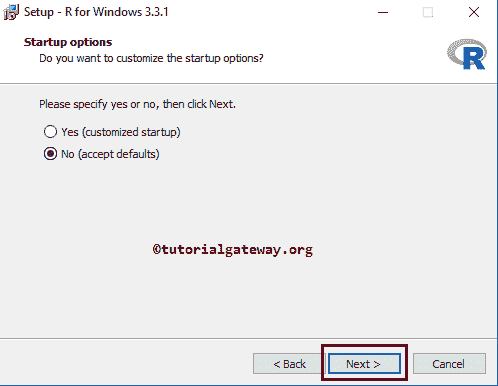 Setup - R for Windows 3.3.1
Startup options
Do you want to customize the startup options?
R
Please specify yes or no, then click Next.
Yes (customized startup)
No (accept defaults)
©tutorialgateway.org
< Back Next > Cancel